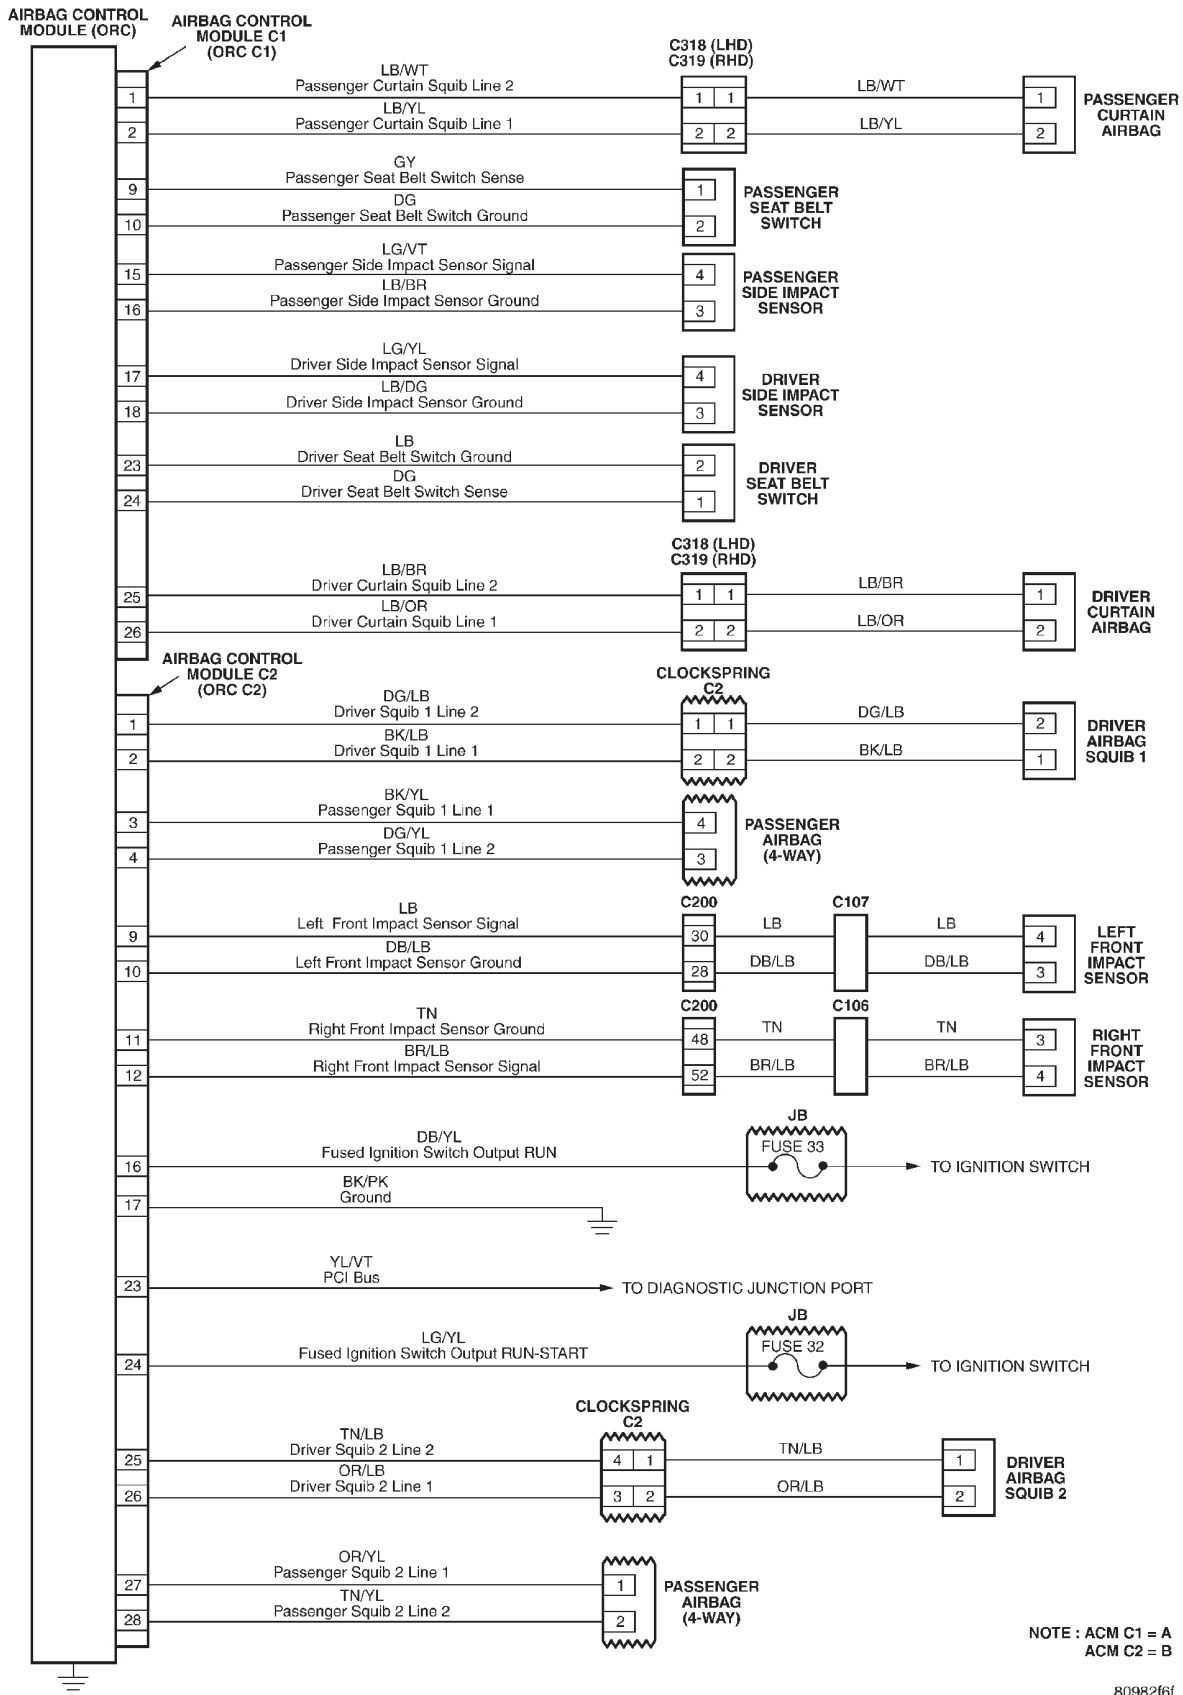 AIRBAG CONTROL
MODULE (ORC)
AIRBAG CONTROL
MODULE C1
(ORC C1)
C318 (LHD)
C319 (RHD)
LB/WT
Passenger Curtain Squib Line 2
1
1 1
LB/WT
1
LB/YL
Passenger Curtain Squib Line 1
2
2 2
LB/YL
2
PASSENGER
CURTAIN
AIRBAG
GY
Passenger Seat Belt Switch Sense
9
1
DG
Passenger Seat Belt Switch Ground
10
2
PASSENGER
SEAT BELT
SWITCH
LG/VT
Passenger Side Impact Sensor Signal
15
4
LB/BR
Passenger Side Impact Sensor Ground
16
3
PASSENGER
SIDE IMPACT
SENSOR
LG/YL
Driver Side Impact Sensor Signal
17
4
LB/DG
Driver Side Impact Sensor Ground
18
3
DRIVER
SIDE IMPACT
SENSOR
LB
Driver Seat Belt Switch Ground
23
2
DG
Driver Seat Belt Switch Sense
24
1
DRIVER
SEAT BELT
SWITCH
C318 (LHD)
C319 (RHD)
LB/BR
Driver Curtain Squib Line 2
25
1 1
LB/BR
1
LB/OR
Driver Curtain Squib Line 1
26
2 2
LB/OR
2
DRIVER
CURTAIN
AIRBAG
AIRBAG CONTROL
MODULE C2
(ORC C2)
CLOCKSPRING
C2
DG/LB
Driver Squib 1 Line 2
1
1 1
DG/LB
2
BK/LB
Driver Squib 1 Line 1
2
2 2
BK/LB
1
DRIVER
AIRBAG
SQUIB 1
BK/YL
Passenger Squib 1 Line 1
3
4
DG/YL
Passenger Squib 1 Line 2
4
3
PASSENGER
AIRBAG
(4-WAY)
C200
C107
LB
Left Front Impact Sensor Signal
9
30
LB
LB
4
DB/LB
Left Front Impact Sensor Ground
10
28
DB/LB
DB/LB
3
LEFT
FRONT
IMPACT
SENSOR
C200
C106
TN
Right Front Impact Sensor Ground
11
48
TN
TN
3
BR/LB
Right Front Impact Sensor Signal
12
52
BR/LB
BR/LB
4
RIGHT
FRONT
IMPACT
SENSOR
JB
DB/YL
Fused Ignition Switch Output RUN
16
FUSE 33
TO IGNITION SWITCH
BK/PK
Ground
17
YL/VT
PCI Bus
23
TO DIAGNOSTIC JUNCTION PORT
JB
LG/YL
Fused Ignition Switch Output RUN-START
24
FUSE 32
TO IGNITION SWITCH
CLOCKSPRING
C2
TN/LB
Driver Squib 2 Line 2
25
4 1
TN/LB
1
OR/LB
Driver Squib 2 Line 1
26
3 2
OR/LB
2
DRIVER
AIRBAG
SQUIB 2
OR/YL
Passenger Squib 2 Line 1
27
1
TN/YL
Passenger Squib 2 Line 2
28
2
PASSENGER
AIRBAG
(4-WAY)
NOTE : ACM C1 = A
ACM C2 = B
80982f6f